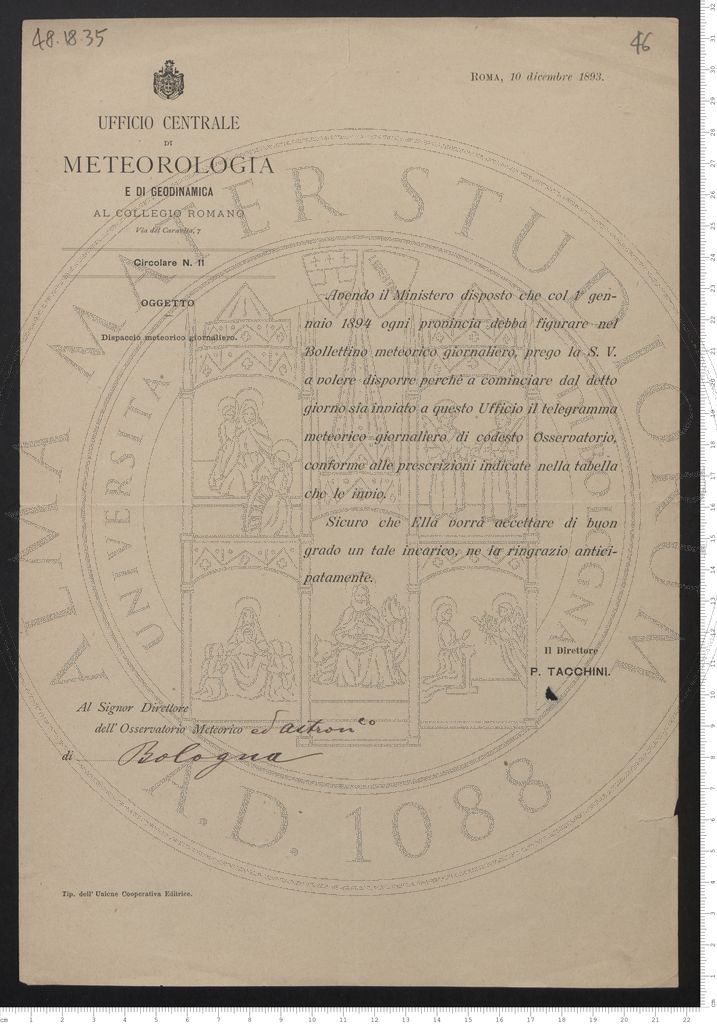 48.18.35
46
ROMA, 10 dicembre 1893.
UFFICIO CENTRALE
DI
METEOROLOGIA
E DI GEODINAMICA
AL COLLEGIO ROMANO
Via del Caravita, 7
Circolare N. 11
OGGETTO
Dispaccio meteorico giornaliero.
Avendo il Ministero disposto che col 1º gen-
naio 1894 ogni provincia debba figurare nel
Bollettino meteorico giornaliero, prego la S. V.
a volere disporre perchè a cominciare dal detto
giorno sia inviato a questo Ufficio il telegramma
meteorico giornaliero di codesto Osservatorio,
conforme alle prescrizioni indicate nella tabella
che le invio.
Sicuro che Ella vorrà accettare di buon
grado un tale incarico, ne la ringrazio antici-
patamente.
Il Direttore
P. TACCHINI.
Al Signor Direttore
dell' Osservatorio Meteorico ed astronco
di Bologna
Tip. dell' Unione Cooperativa Editrice.
ALMA MATER STUDIORUM
UNIVERSITÀ DI BOLOGNA
A.D. 1088